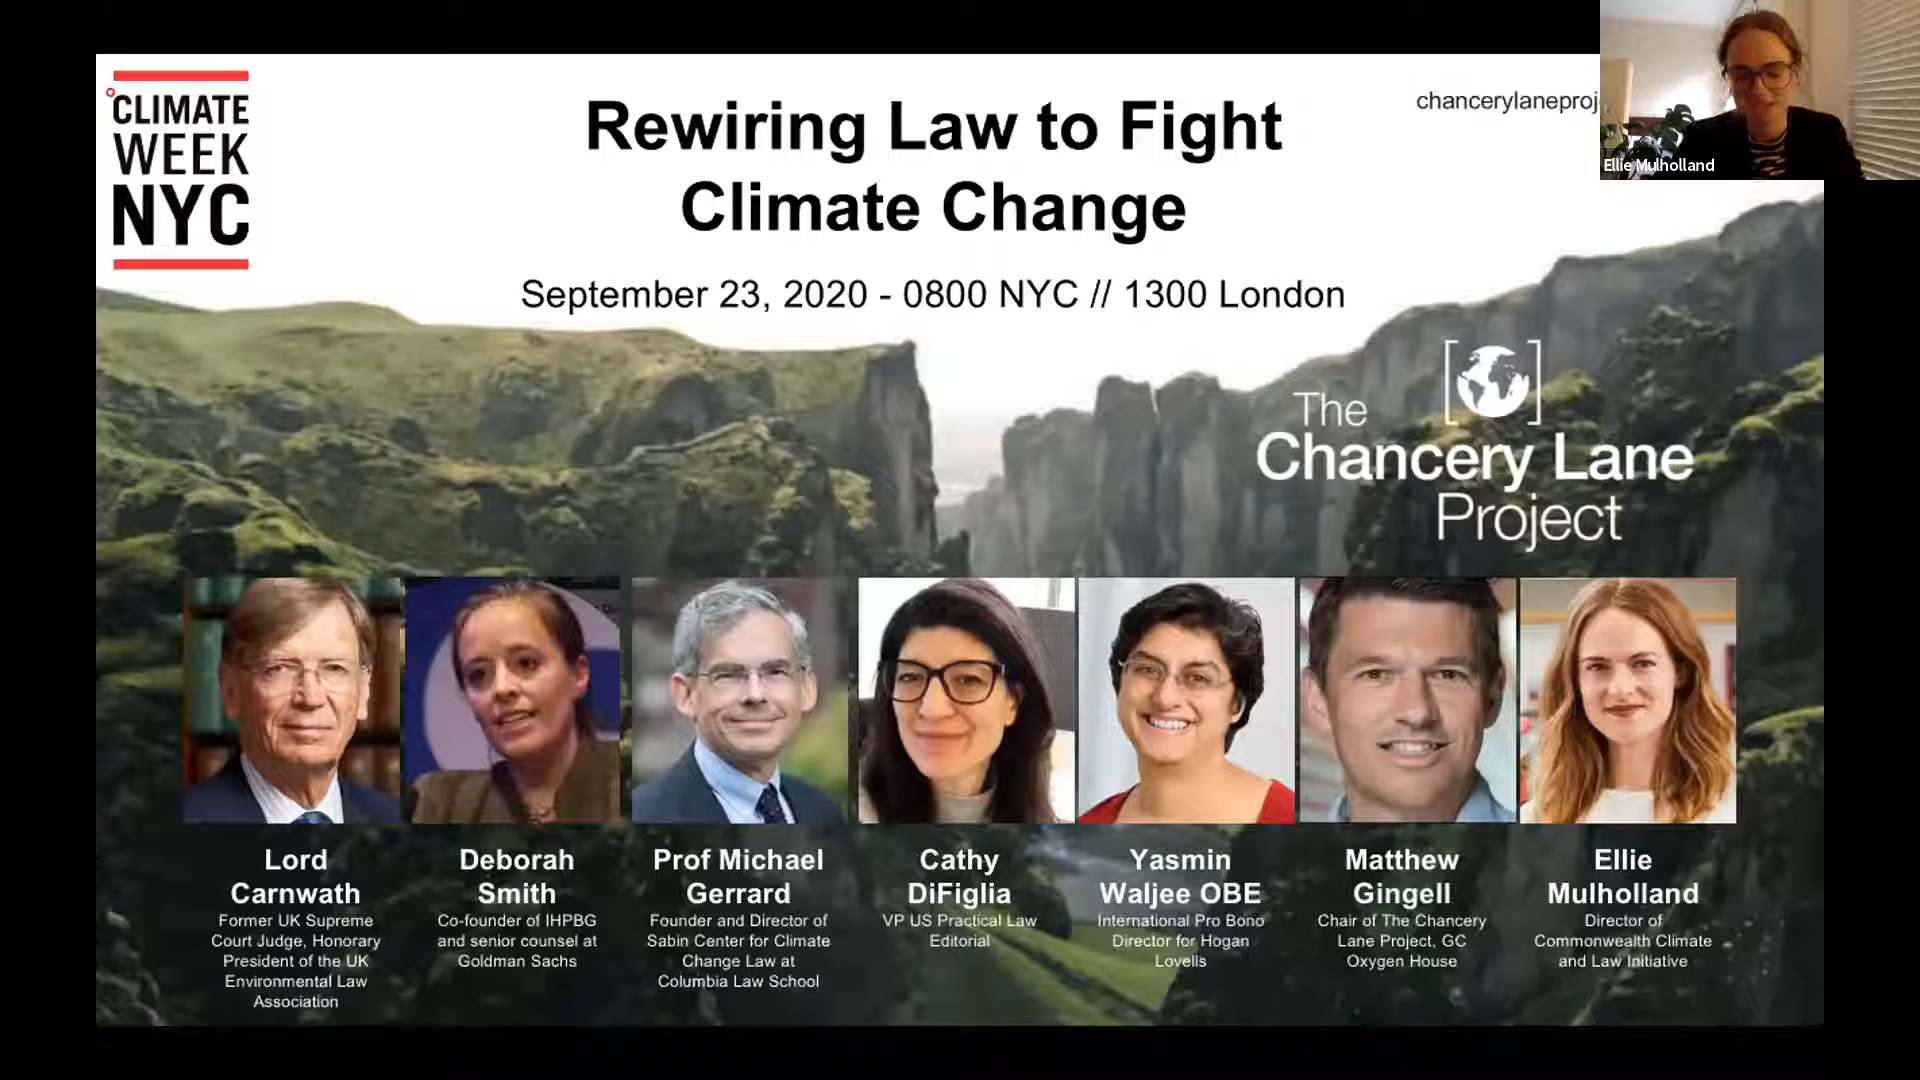 CLIMATE
WEEK
NYC
Rewiring Law to Fight
Climate Change
September 23, 2020 - 0800 NYC // 1300 London
chancerylaneproj
Ellie Mulholland
The
Chancery Lane
Project
Lord
Carnwath
Former UK Supreme
Court Judge, Honorary
President of the UK
Environmental Law
Association
Deborah
Smith
Co-founder of IHPBG
and senior counsel at
Goldman Sachs
Prof Michael
Gerrard
Founder and Director of
Sabin Center for Climate
Change Law at
Columbia Law School
Cathy
DiFiglia
VP US Practical Law
Editorial
Yasmin
Waljee OBE
International Pro Bono
Director for Hogan
Lovells
Matthew
Gingell
Chair of The Chancery
Lane Project, GC
Oxygen House
Ellie
Mulholland
Director of
Commonwealth Climate
and Law Initiative